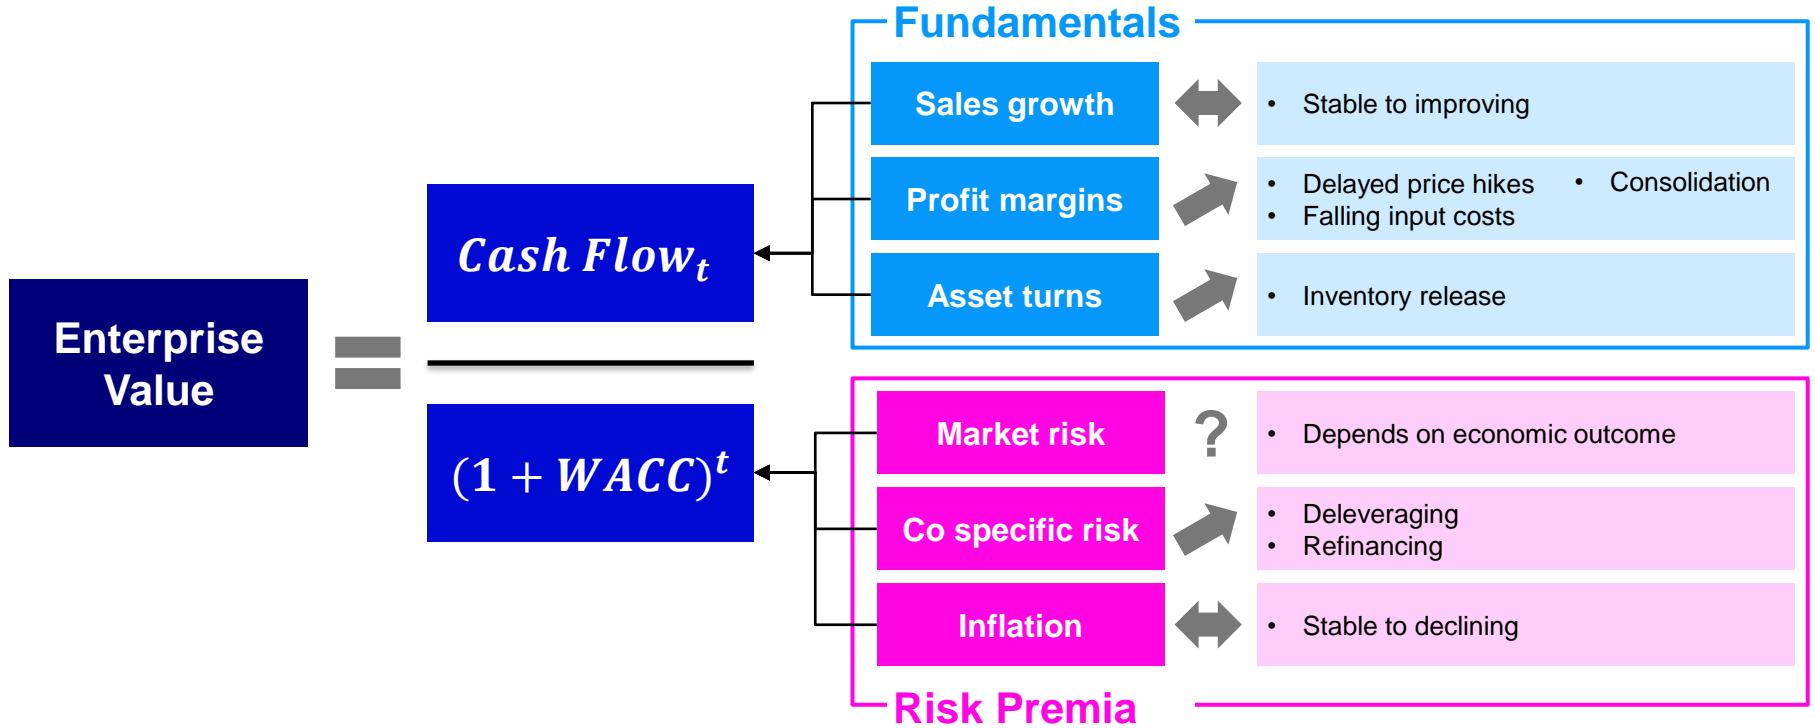 Fundamentals
Sales growth
• Stable to improving
Profit margins
• Delayed price hikes
• Falling input costs
• Consolidation
Asset turns
• Inventory release
Enterprise
Value
=
Cash Flow_t
(1 + WACC)^t
Market risk
?
• Depends on economic outcome
Co specific risk
• Deleveraging
• Refinancing
Inflation
• Stable to declining
Risk Premia